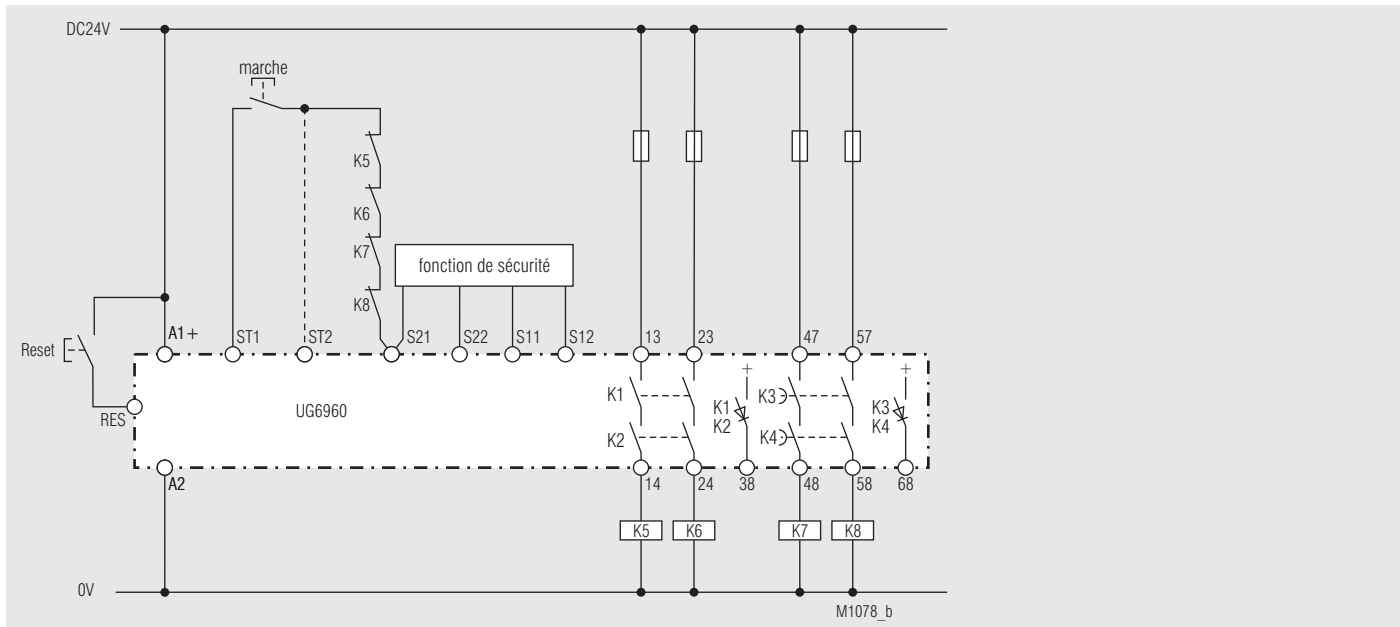 DC24V
marche
K5
K6
K7
K8
fonction de sécurité
Reset
A1+
ST1
ST2
S21
S22
S11
S12
13
23
47
57
RES
UG6960
K1
K2
+
K1
K2
K3
K4
+
K3
K4
A2
14
24
38
48
58
68
K5
K6
K7
K8
0V
M1078_b